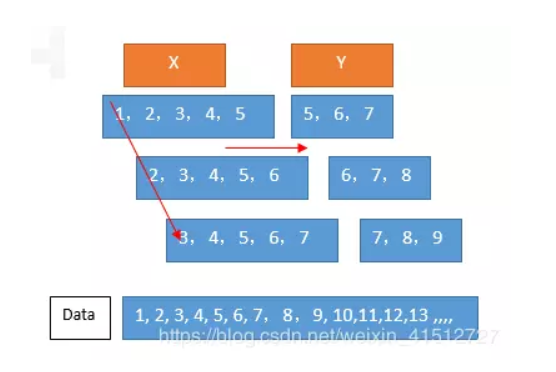 X Y
1，2，3，4，5 5，6，7
2，3，4，5，6 6，7，8
3，4，5，6，7 7，8，9
Data 1, 2, 3, 4, 5, 6, 7， 8， 9, 10,11,12,13 ,,,,
https://blog.csdn.net/weixin_41512727